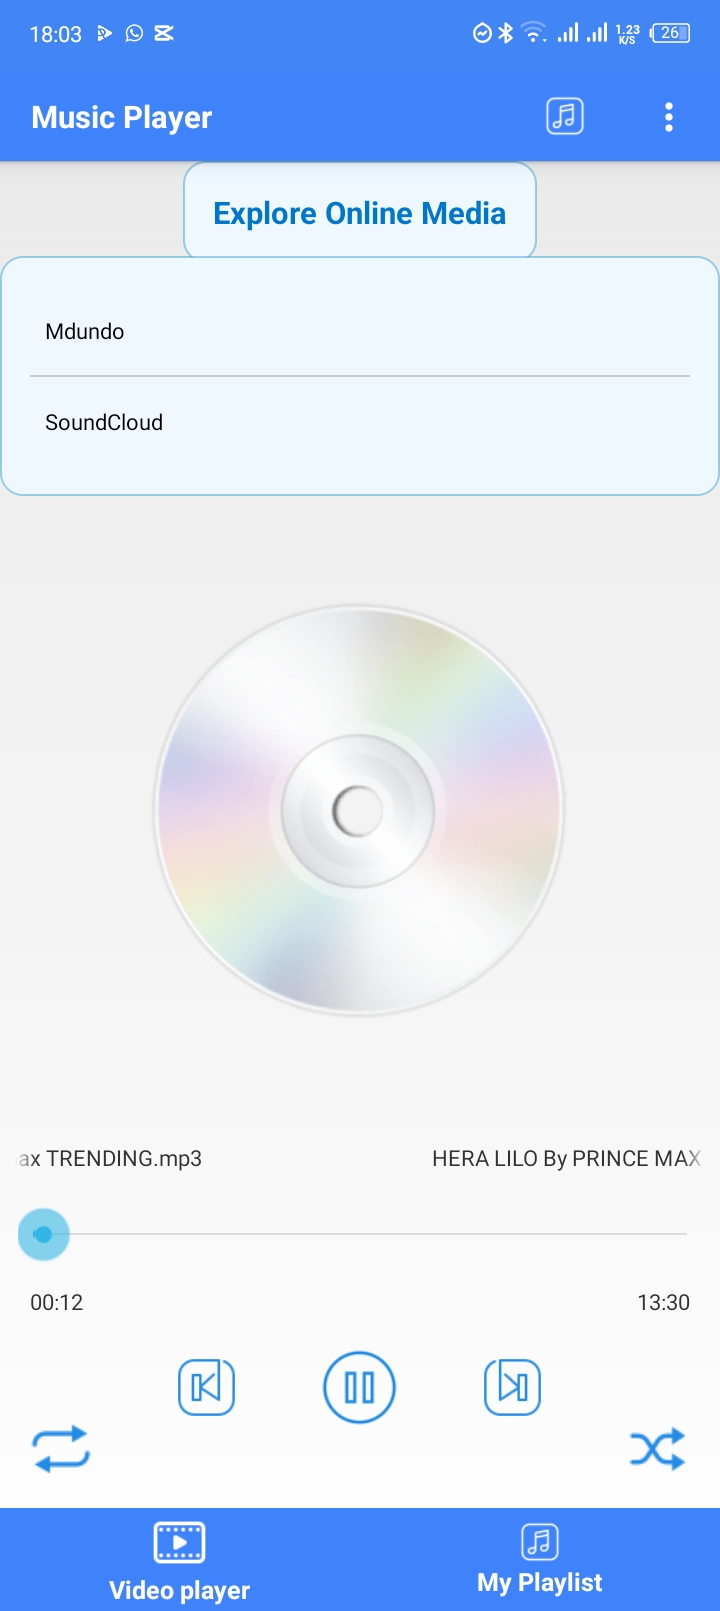 18:03
1.23
K/S
26
Music Player
Explore Online Media
Mdundo
SoundCloud
ax TRENDING.mp3 HERA LILO By PRINCE MAX
00:12 13:30
Video player My Playlist